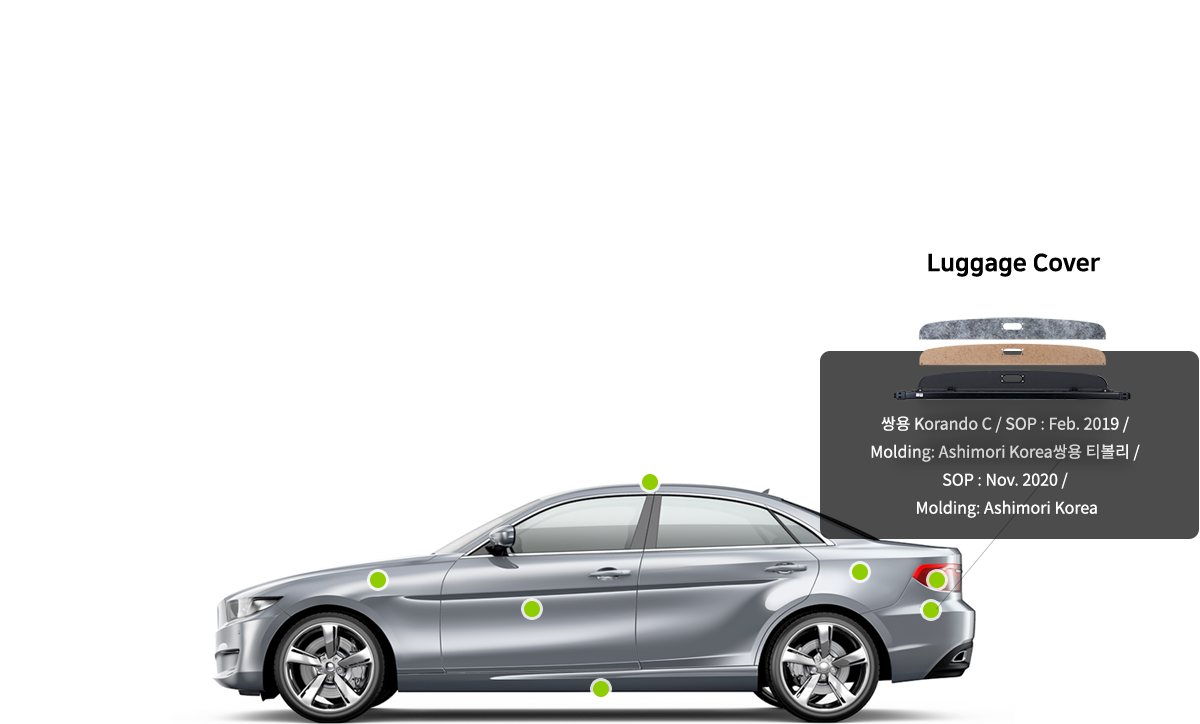 Luggage Cover
쌍용 Korando C / SOP : Feb. 2019 /
Molding: Ashimori Korea쌍용 티볼리 /
SOP : Nov. 2020 /
Molding: Ashimori Korea